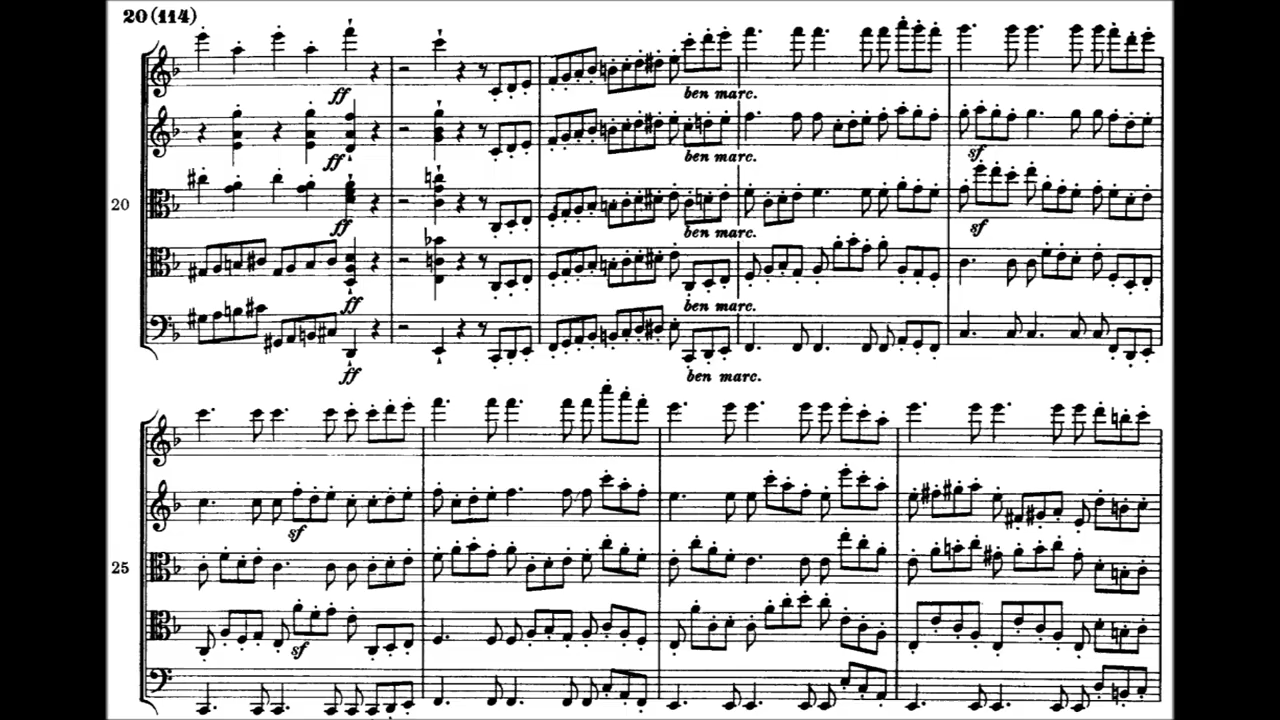 20 (114)
ff
ff
20
ff
ff
ff
ben marc.
ben marc.
ben marc.
ben marc.
ben marc.
sf
sf
25
sf
sf